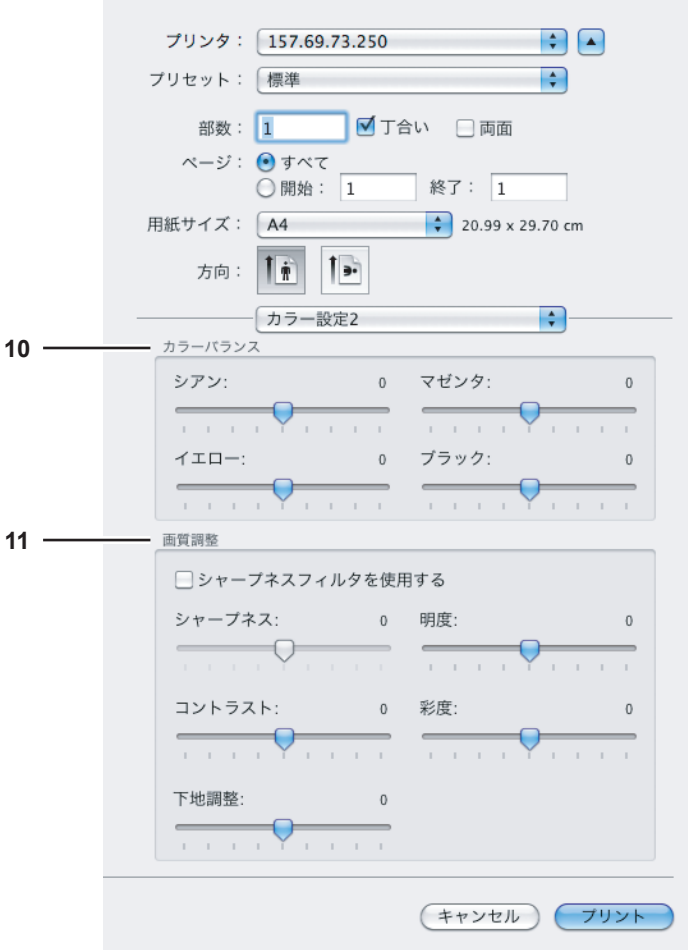 プリンタ： 157.69.73.250
プリセット： 標準
部数： 1 丁合い 両面
ページ： すべて
開始： 1 終了： 1
用紙サイズ： A4 20.99 x 29.70 cm
方向：
カラー設定2
10 カラーバランス
シアン: 0 マゼンタ: 0
イエロー: 0 ブラック: 0
11 画質調整
シャープネスフィルタを使用する
シャープネス: 0 明度: 0
コントラスト: 0 彩度: 0
下地調整: 0
キャンセル プリント